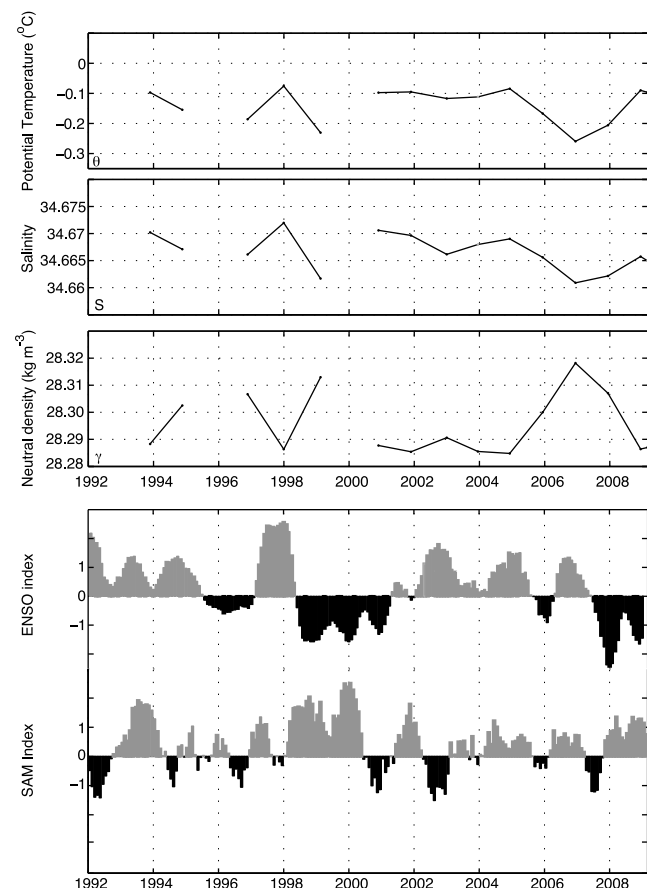 Potential Temperature (°C)
0
−0.1
−0.2
−0.3
θ
Salinity
34.675
34.67
34.665
34.66
S
Neutral density (kg m-3)
28.32
28.31
28.30
28.29
28.28
γ
1992 1994 1996 1998 2000 2002 2004 2006 2008
ENSO Index
1
0
−1
SAM Index
1
0
−1
1992 1994 1996 1998 2000 2002 2004 2006 2008